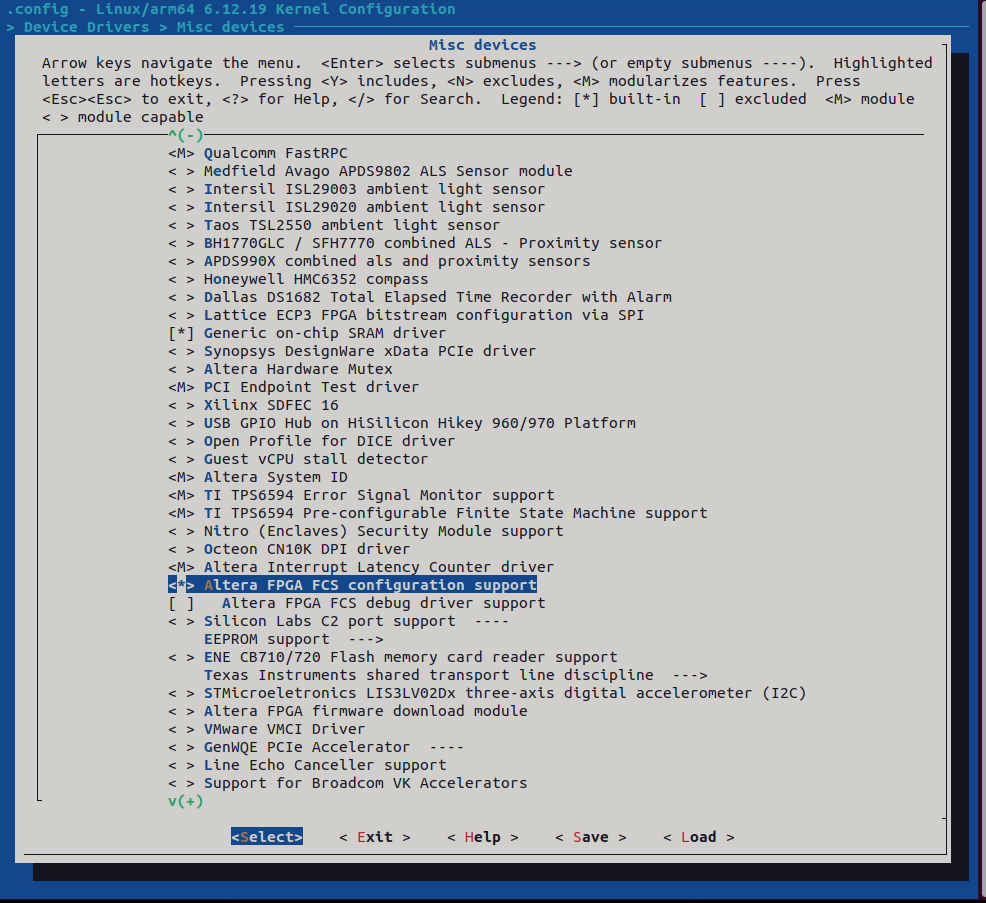 .config - Linux/arm64 6.12.19 Kernel Configuration
> Device Drivers > Misc devices
Misc devices
Arrow keys navigate the menu.  <Enter> selects submenus ---> (or empty submenus ----).  Highlighted
letters are hotkeys.  Pressing <Y> includes, <N> excludes, <M> modularizes features.  Press
<Esc><Esc> to exit, <?> for Help, </> for Search.  Legend: [*] built-in  [ ] excluded  <M> module
< > module capable
^(-)
<M> Qualcomm FastRPC
< > Medfield Avago APDS9802 ALS Sensor module
< > Intersil ISL29003 ambient light sensor
< > Intersil ISL29020 ambient light sensor
< > Taos TSL2550 ambient light sensor
< > BH1770GLC / SFH7770 combined ALS - Proximity sensor
< > APDS990X combined als and proximity sensors
< > Honeywell HMC6352 compass
< > Dallas DS1682 Total Elapsed Time Recorder with Alarm
< > Lattice ECP3 FPGA bitstream configuration via SPI
[*] Generic on-chip SRAM driver
< > Synopsys DesignWare xData PCIe driver
< > Altera Hardware Mutex
<M> PCI Endpoint Test driver
< > Xilinx SDFEC 16
< > USB GPIO Hub on HiSilicon Hikey 960/970 Platform
< > Open Profile for DICE driver
< > Guest vCPU stall detector
<M> Altera System ID
<M> TI TPS6594 Error Signal Monitor support
<M> TI TPS6594 Pre-configurable Finite State Machine support
< > Nitro (Enclaves) Security Module support
< > Octeon CN10K DPI driver
<M> Altera Interrupt Latency Counter driver
<*> Altera FPGA FCS configuration support
[ ]   Altera FPGA FCS debug driver support
< > Silicon Labs C2 port support  ----
EEPROM support  --->
< > ENE CB710/720 Flash memory card reader support
Texas Instruments shared transport line discipline  --->
< > STMicroeletronics LIS3LV02Dx three-axis digital accelerometer (I2C)
< > Altera FPGA firmware download module
< > VMware VMCI Driver
< > GenWQE PCIe Accelerator  ----
< > Line Echo Canceller support
< > Support for Broadcom VK Accelerators
v(+)
<Select>    < Exit >    < Help >    < Save >    < Load >